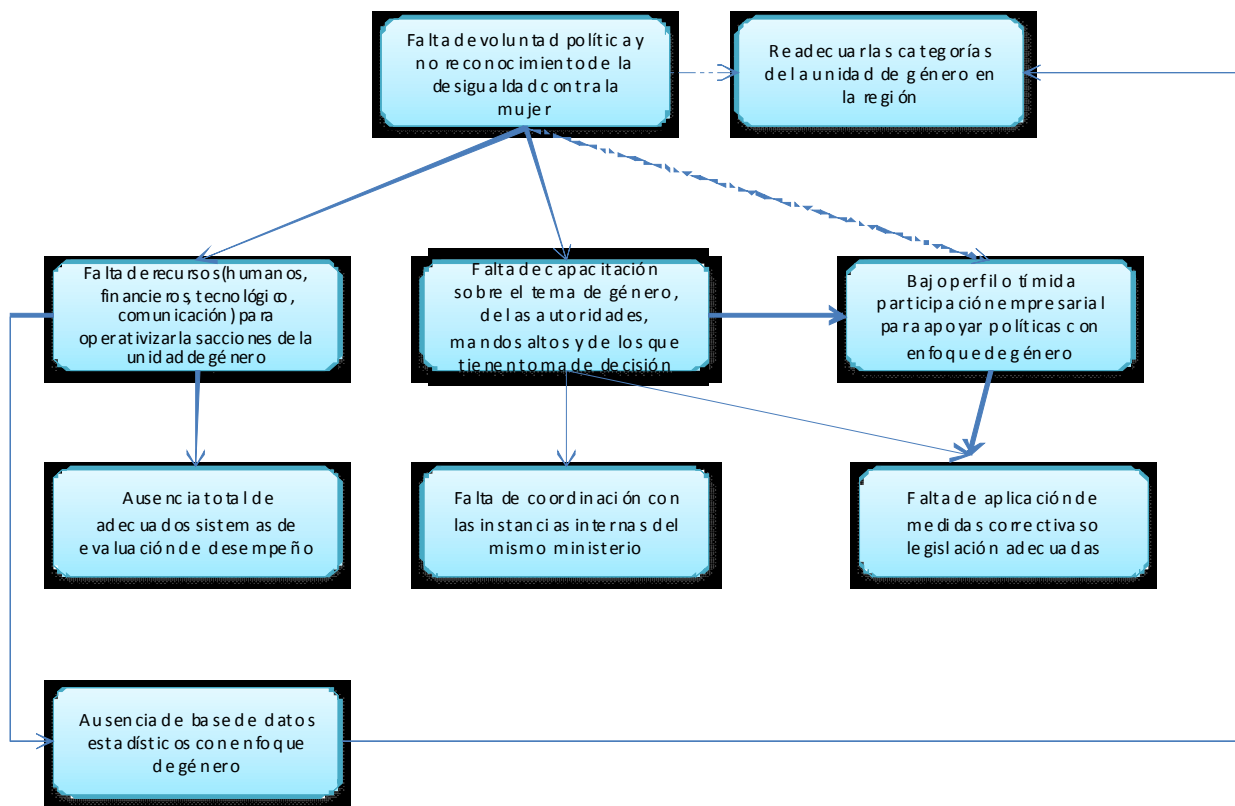 Falta de voluntad política y
no reconocimiento de la
desigualdad contra la
mujer
Readecuar las categorías
de la unidad de género en
la región
Falta de recursos (humanos,
financieros, tecnológico,
comunicación) para
operativizar la s acciones de la
unidad de género
Falta de capacitación
sobre el tema de género,
de las autoridades,
mandos altos y de los que
tienen toma de decisión
Bajo perfil o tímida
participación empresarial
para apoyar políticas con
enfoque de género
Ausencia total de
adecuados sistemas de
evaluación de desempeño
Falta de coordinación con
las instancias internas del
mismo ministerio
Falta de aplicación de
medidas correctivas o
legislación adecuadas
Ausencia de base de datos
estadísticos con enfoque
de género